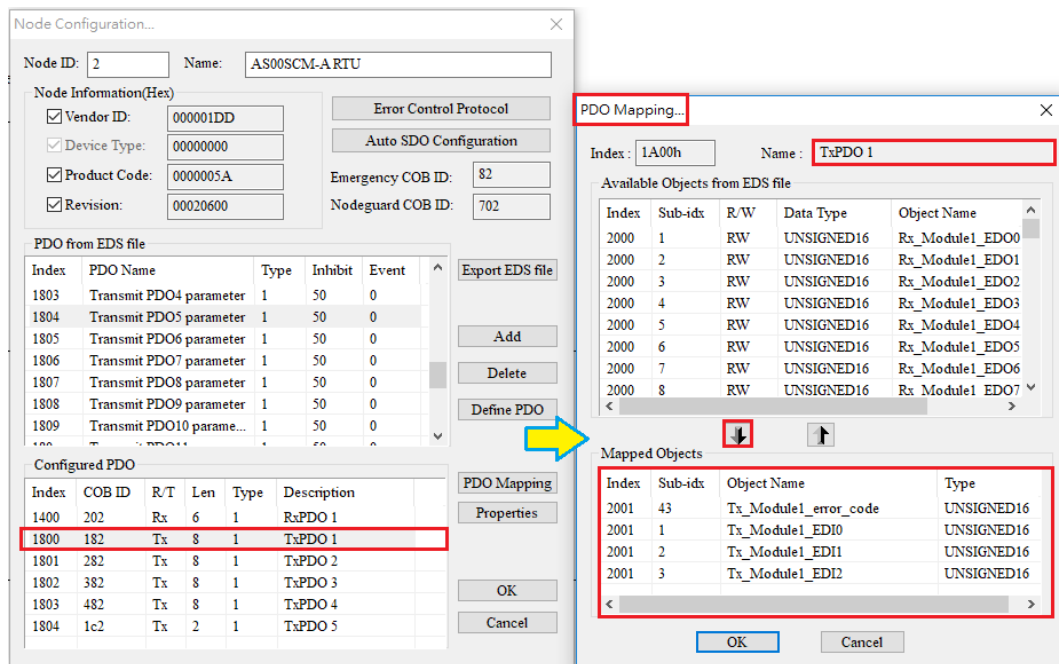 Node Configuration...
Node ID: 2 Name: AS00SCM-A RTU
Node Information(Hex)
Vendor ID: 000001DD
Device Type: 00000000
Product Code: 0000005A
Revision: 00020600
Error Control Protocol
Auto SDO Configuration
Emergency COB ID: 82
Nodeguard COB ID: 702
PDO from EDS file
Index PDO Name Type Inhibit Event
1803 Transmit PDO4 parameter 1 50 0
1804 Transmit PDO5 parameter 1 50 0
1805 Transmit PDO6 parameter 1 50 0
1806 Transmit PDO7 parameter 1 50 0
1807 Transmit PDO8 parameter 1 50 0
1808 Transmit PDO9 parameter 1 50 0
1809 Transmit PDO10 parame... 1 50 0
Export EDS file
Add
Delete
Define PDO
Configured PDO
Index COB ID R/T Len Type Description
1400 202 Rx 6 1 RxPDO 1
1800 182 Tx 8 1 TxPDO 1
1801 282 Tx 8 1 TxPDO 2
1802 382 Tx 8 1 TxPDO 3
1803 482 Tx 8 1 TxPDO 4
1804 1c2 Tx 2 1 TxPDO 5
PDO Mapping
Properties
OK
Cancel
PDO Mapping...
Index : 1A00h Name : TxPDO 1
Available Objects from EDS file
Index Sub-idx R/W Data Type Object Name
2000 1 RW UNSIGNED16 Rx_Module1_EDO0
2000 2 RW UNSIGNED16 Rx_Module1_EDO1
2000 3 RW UNSIGNED16 Rx_Module1_EDO2
2000 4 RW UNSIGNED16 Rx_Module1_EDO3
2000 5 RW UNSIGNED16 Rx_Module1_EDO4
2000 6 RW UNSIGNED16 Rx_Module1_EDO5
2000 7 RW UNSIGNED16 Rx_Module1_EDO6
2000 8 RW UNSIGNED16 Rx_Module1_EDO7
Mapped Objects
Index Sub-idx Object Name Type
2001 43 Tx_Module1_error_code UNSIGNED16
2001 1 Tx_Module1_EDI0 UNSIGNED16
2001 2 Tx_Module1_EDI1 UNSIGNED16
2001 3 Tx_Module1_EDI2 UNSIGNED16
OK Cancel